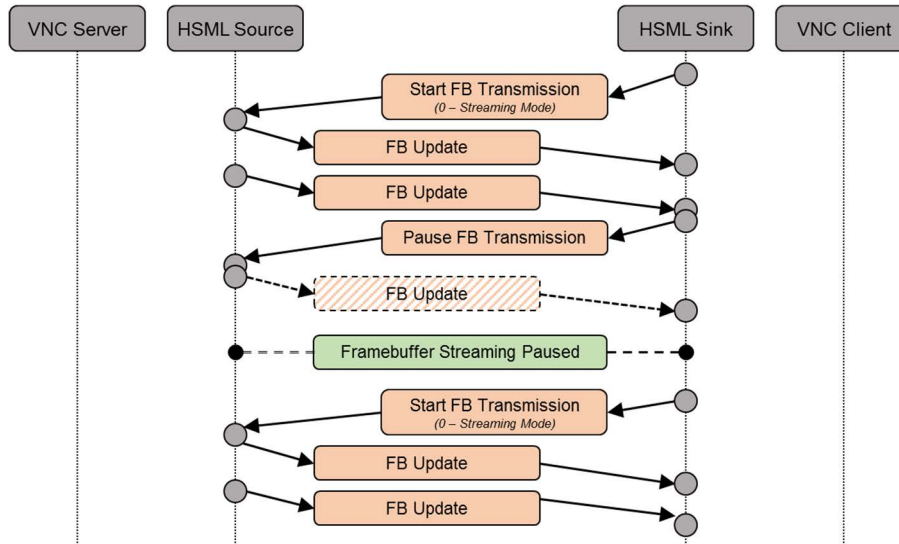 VNC Server
HSML Source
HSML Sink
VNC Client
Start FB Transmission
(0 – Streaming Mode)
FB Update
FB Update
Pause FB Transmission
FB Update
Framebuffer Streaming Paused
Start FB Transmission
(0 – Streaming Mode)
FB Update
FB Update